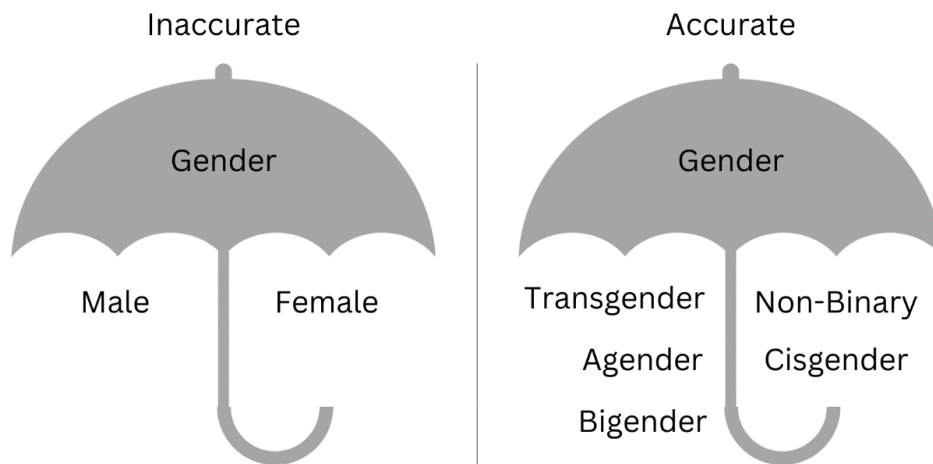 Inaccurate
Gender
Male Female
Accurate
Gender
Transgender Non-Binary
Agender Cisgender
Bigender